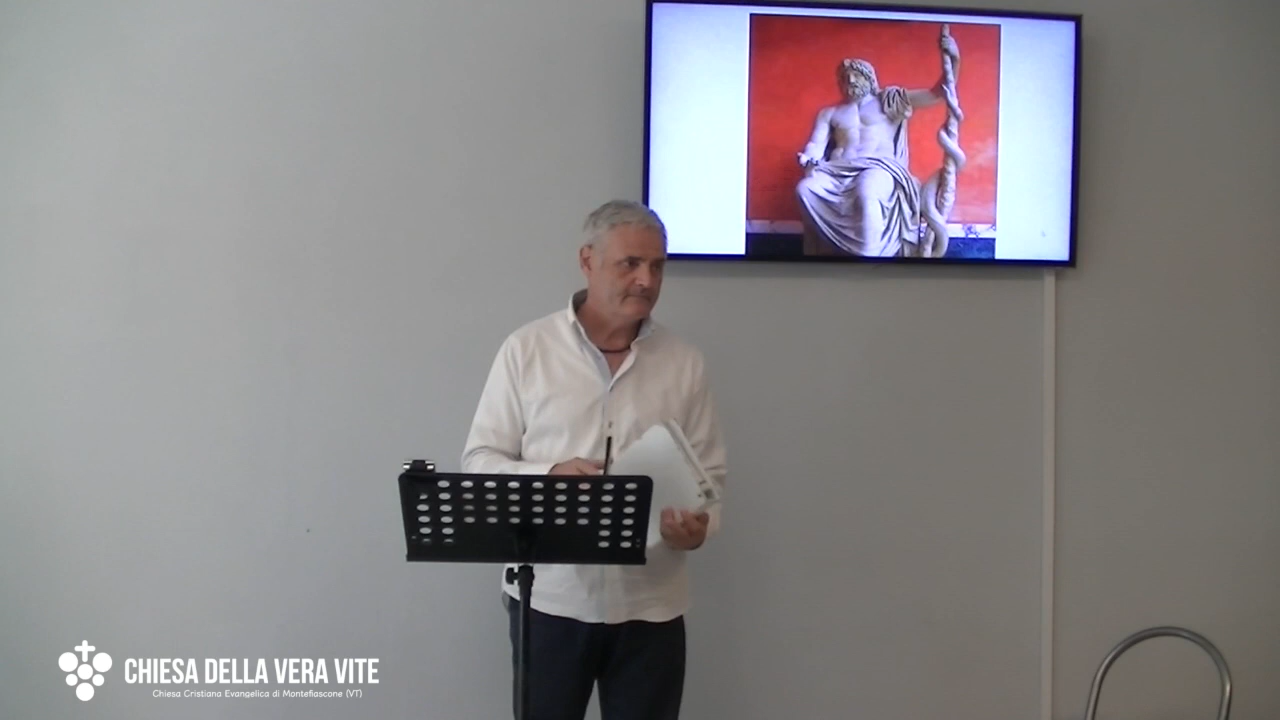 CHIESA DELLA VERA VITE
Chiesa Cristiana Evangelica di Montefiascone (VT)